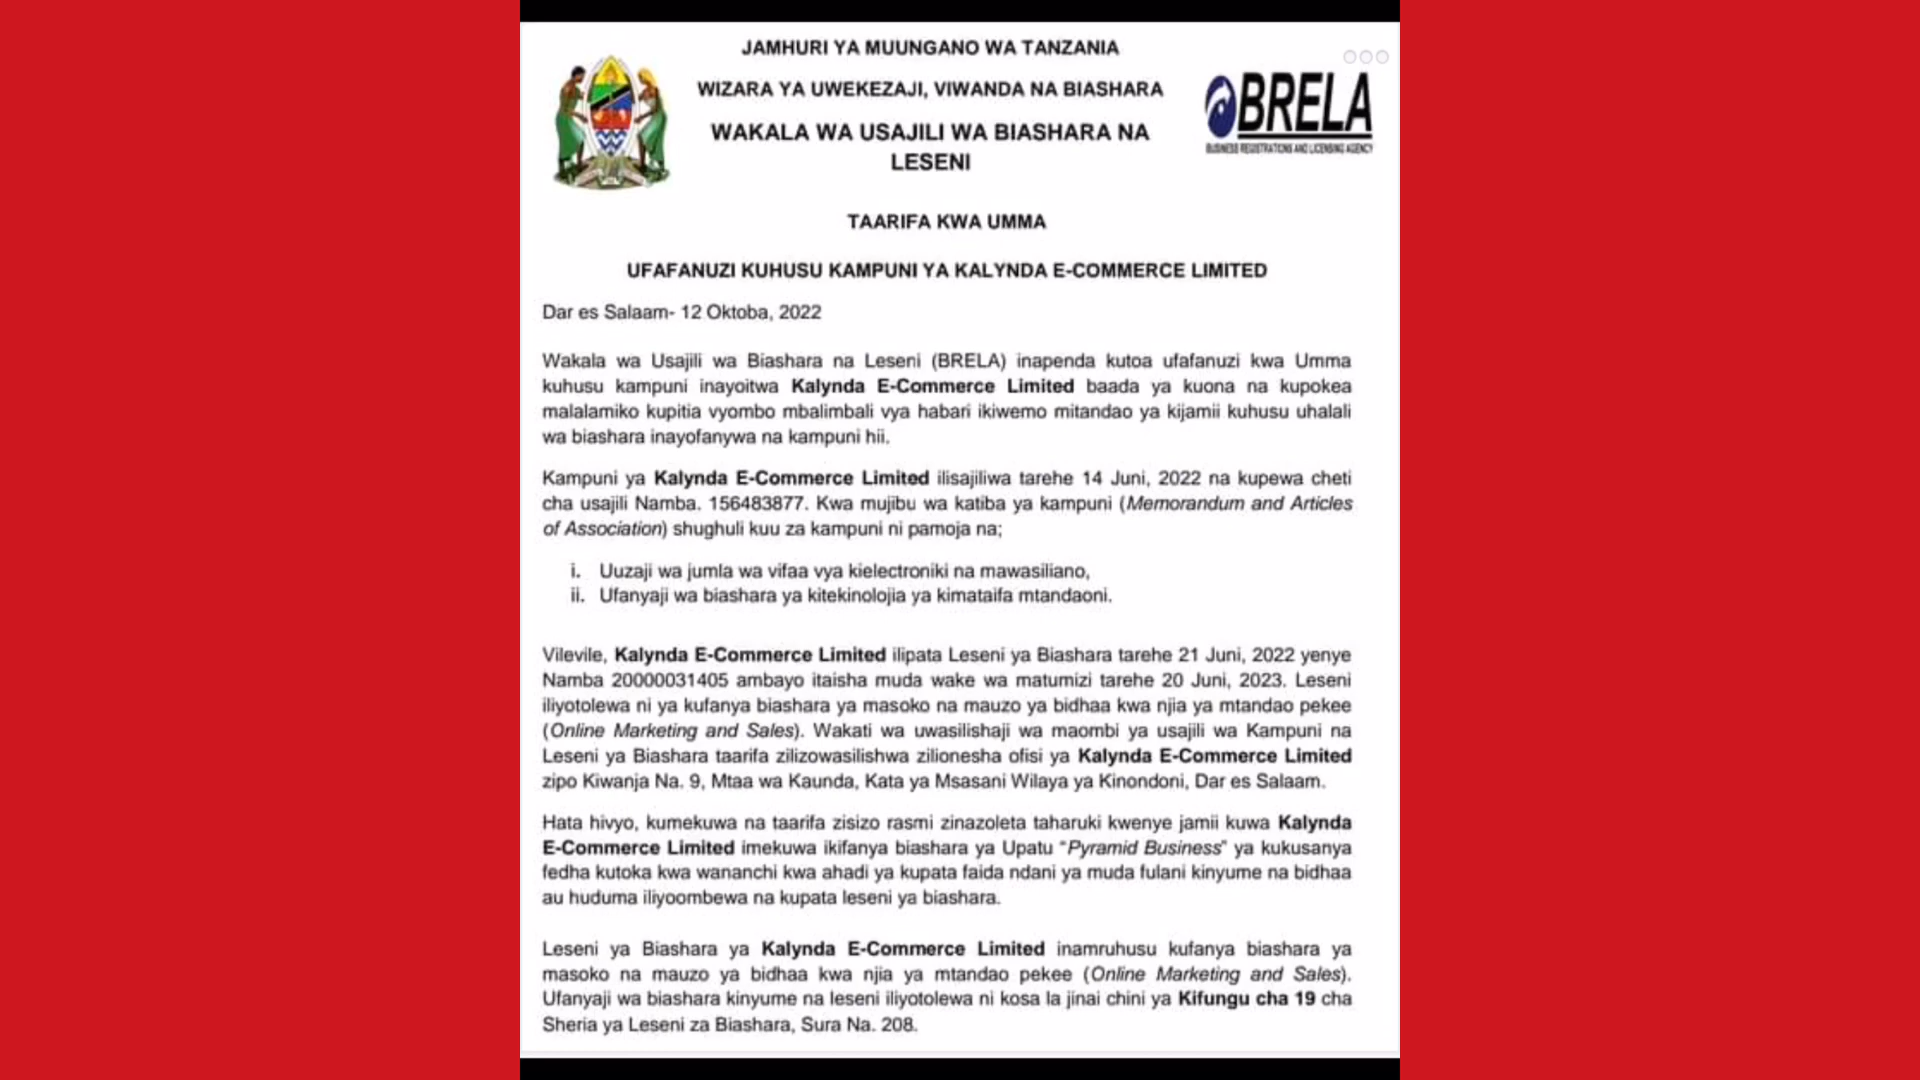 JAMHURI YA MUUNGANO WA TANZANIA
WIZARA YA UWEKEZAJI, VIWANDA NA BIASHARA
WAKALA WA USAJILI WA BIASHARA NA
LESENI
BRELA
BUSINESS REGISTRATIONS AND LICENSING AGENCY
TAARIFA KWA UMMA
UFAFANUZI KUHUSU KAMPUNI YA KALYNDA E-COMMERCE LIMITED
Dar es Salaam- 12 Oktoba, 2022
Wakala wa Usajili wa Biashara na Leseni (BRELA) inapenda kutoa ufafanuzi kwa Umma
kuhusu kampuni inayoitwa Kalynda E-Commerce Limited baada ya kuona na kupokea
malalamiko kupitia vyombo mbalimbali vya habari ikiwemo mitandao ya kijamii kuhusu uhalali
wa biashara inayofanywa na kampuni hii.
Kampuni ya Kalynda E-Commerce Limited ilisajiliwa tarehe 14 Juni, 2022 na kupewa cheti
cha usajili Namba. 156483877. Kwa mujibu wa katiba ya kampuni (Memorandum and Articles
of Association) shughuli kuu za kampuni ni pamoja na;
i. Uuzaji wa jumla wa vifaa vya kielectroniki na mawasiliano,
ii. Ufanyaji wa biashara ya kitekinolojia ya kimataifa mtandaoni.
Vilevile, Kalynda E-Commerce Limited ilipata Leseni ya Biashara tarehe 21 Juni, 2022 yenye
Namba 20000031405 ambayo itaisha muda wake wa matumizi tarehe 20 Juni, 2023. Leseni
iliyotolewa ni ya kufanya biashara ya masoko na mauzo ya bidhaa kwa njia ya mtandao pekee
(Online Marketing and Sales). Wakati wa uwasilishaji wa maombi ya usajili wa Kampuni na
Leseni ya Biashara taarifa zilizowasilishwa zilionesha ofisi ya Kalynda E-Commerce Limited
zipo Kiwanja Na. 9, Mtaa wa Kaunda, Kata ya Msasani Wilaya ya Kinondoni, Dar es Salaam.
Hata hivyo, kumekuwa na taarifa zisizo rasmi zinazoleta taharuki kwenye jamii kuwa Kalynda
E-Commerce Limited imekuwa ikifanya biashara ya Upatu "Pyramid Business" ya kukusanya
fedha kutoka kwa wananchi kwa ahadi ya kupata faida ndani ya muda fulani kinyume na bidhaa
au huduma iliyoombewa na kupata leseni ya biashara.
Leseni ya Biashara ya Kalynda E-Commerce Limited inamruhusu kufanya biashara ya
masoko na mauzo ya bidhaa kwa njia ya mtandao pekee (Online Marketing and Sales).
Ufanyaji wa biashara kinyume na leseni iliyotolewa ni kosa la jinai chini ya Kifungu cha 19 cha
Sheria ya Leseni za Biashara, Sura Na. 208.